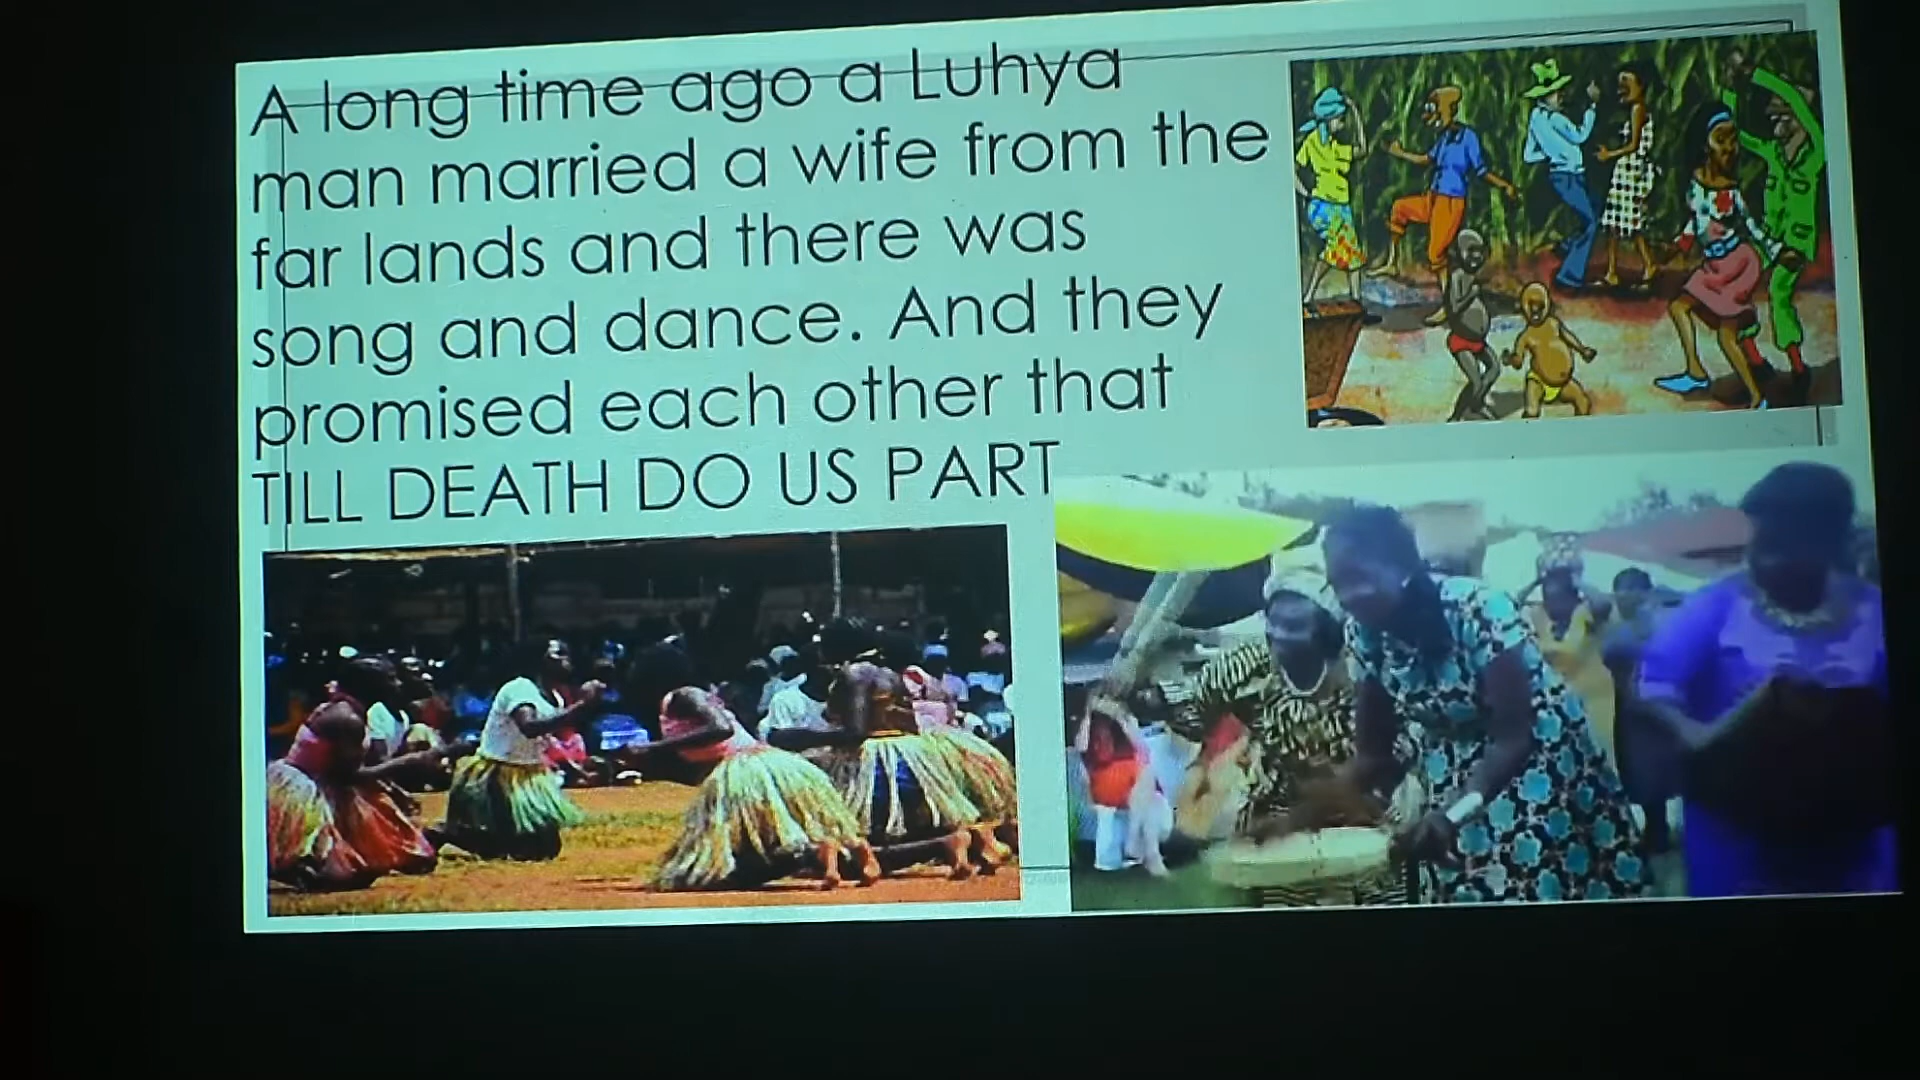 A long time ago a Luhya
man married a wife from the
far lands and there was
song and dance. And they
promised each other that
TILL DEATH DO US PART